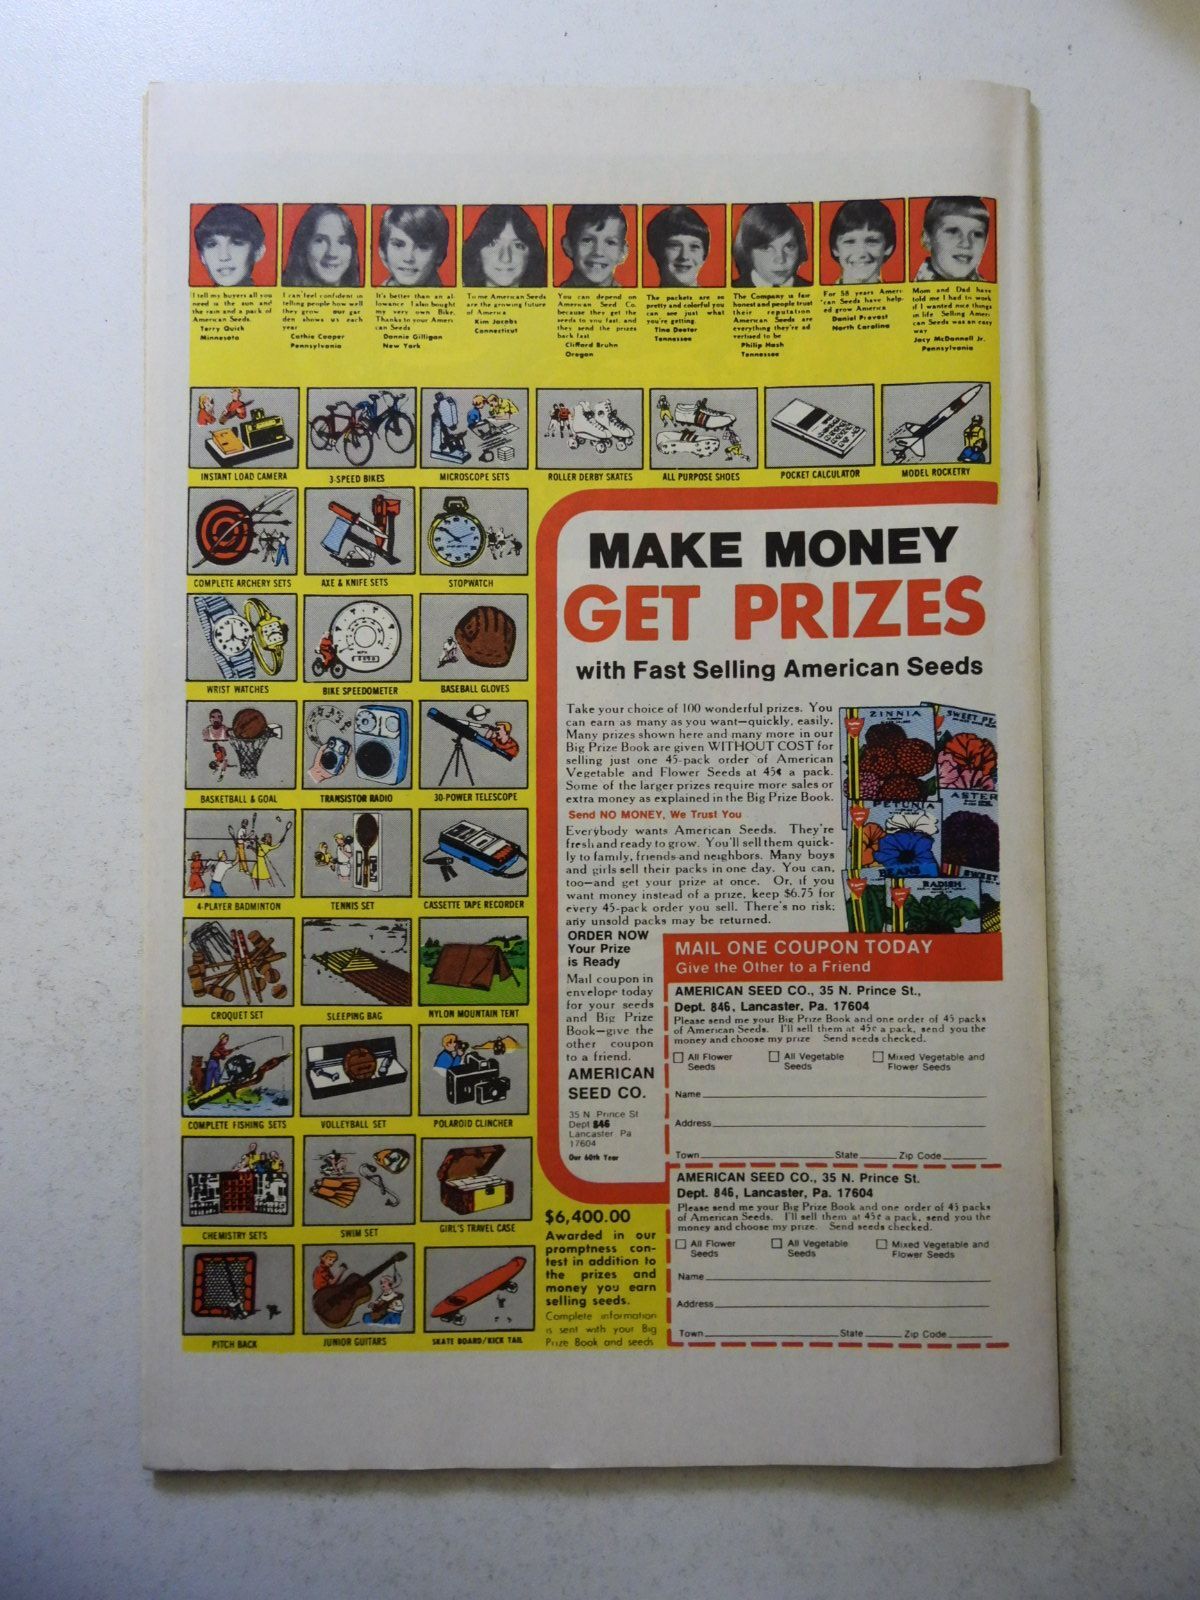 I tell my buyers all you
need is the sun and
the rain and a pack of
American Seeds.
Terry Quick
Minnesota
I can feel confident in
telling people how well
they grow our gar
den shows us each
year
Cathie Cooper
Pennsylvania
It's better than an al-
lowance I also bought
my very own Bike.
Thanks to your Ameri
can Seeds
Donnie Gilligan
New York
To me American Seeds
are the growing future
of America
Kim Jacobs
Connecticut
You can depend on
American Seed Co.
because they get the
seeds to you fast, and
they send the prizes
back fast
Clifford Bruhn
Oregon
The packets are so
pretty and colorful you
can see just what
you're getting.
Tina Deeter
Tennessee
The Company is fair
honest and people trust
their reputation
American Seeds are
everything they're ad
vertised to be
Philip Hash
Tennessee
For 58 years Ameri
can Seeds have help-
ed grow America
Daniel Provost
North Carolina
Mom and Dad have
told me I had to work
if I wanted nice things
in life Selling Ameri
can Seeds was an easy
way
Jacy McDonnell Jr.
Pennsylvania
INSTANT LOAD CAMERA
3-SPEED BIKES
MICROSCOPE SETS
ROLLER DERBY SKATES
ALL PURPOSE SHOES
POCKET CALCULATOR
MODEL ROCKETRY
COMPLETE ARCHERY SETS
AXE & KNIFE SETS
STOPWATCH
WRIST WATCHES
BIKE SPEEDOMETER
BASEBALL GLOVES
BASKETBALL & GOAL
TRANSISTOR RADIO
30-POWER TELESCOPE
4-PLAYER BADMINTON
TENNIS SET
CASSETTE TAPE RECORDER
CROQUET SET
SLEEPING BAG
NYLON MOUNTAIN TENT
COMPLETE FISHING SETS
VOLLEYBALL SET
POLAROID CLINCHER
CHEMISTRY SETS
SWIM SET
GIRL'S TRAVEL CASE
PITCH BACK
JUNIOR GUITARS
SKATE BOARD/KICK TAIL
MAKE MONEY
GET PRIZES
with Fast Selling American Seeds
Take your choice of 100 wonderful prizes. You
can earn as many as you want—quickly, easily.
Many prizes shown here and many more in our
Big Prize Book are given WITHOUT COST for
selling just one 45-pack order of American
Vegetable and Flower Seeds at 45¢ a pack.
Some of the larger prizes require more sales or
extra money as explained in the Big Prize Book.
Send NO MONEY, We Trust You
Everybody wants American Seeds. They're
fresh and ready to grow. You'll sell them quick-
ly to family, friends and neighbors. Many boys
and girls sell their packs in one day. You can,
too—and get your prize at once. Or, if you
want money instead of a prize, keep $6.75 for
every 45-pack order you sell. There's no risk;
any unsold packs may be returned.
ZINNIA
SWEET PE
ASTER
PETUNIA
BEANS
RADISH
SWEET
ORDER NOW
Your Prize
is Ready
Mail coupon in
envelope today
for your seeds
and Big Prize
Book—give the
other coupon
to a friend.
AMERICAN
SEED CO.
35 N Prince St
Dept 846
Lancaster, Pa
17604
Our 60th Year
$6,400.00
Awarded in our
promptness con-
test in addition to
the prizes and
money you earn
selling seeds.
Complete information
is sent with your Big
Prize Book and seeds
MAIL ONE COUPON TODAY
Give the Other to a Friend
AMERICAN SEED CO., 35 N. Prince St.,
Dept. 846, Lancaster, Pa. 17604
Please send me your Big Prize Book and one order of 45 packs
of American Seeds. I'll sell them at 45¢ a pack, send you the
money and choose my prize Send seeds checked.
All Flower Seeds
All Vegetable Seeds
Mixed Vegetable and Flower Seeds
Name
Address
Town State Zip Code
AMERICAN SEED CO., 35 N. Prince St.
Dept. 846, Lancaster, Pa. 17604
Please send me your Big Prize Book and one order of 45 packs
of American Seeds. I'll sell them at 45¢ a pack, send you the
money and choose my prize. Send seeds checked.
All Flower Seeds
All Vegetable Seeds
Mixed Vegetable and Flower Seeds
Name
Address
Town State Zip Code